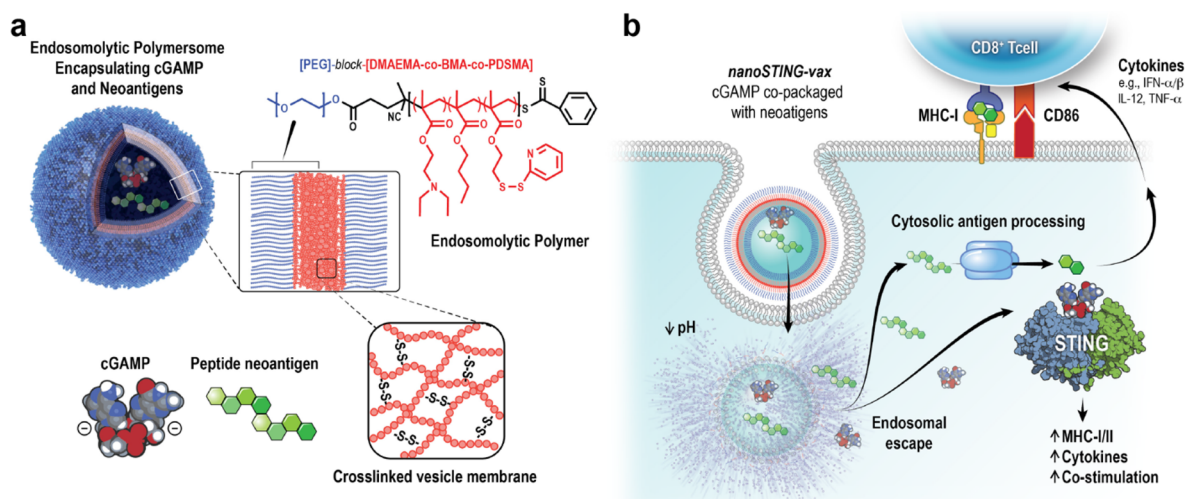 a
Endosomolytic Polymersome
Encapsulating cGAMP
and Neoantigens
[PEG]-block-[DMAEMA-co-BMA-co-PDSMA]
O
O
O
NC
S
S
O
O
O
O
O
O
N
S-S
N
Endosomolytic Polymer
cGAMP
Peptide neoantigen
-S-S-
-S-S-
-S-S-
-S-S-
-S-S-
-S-S-
Crosslinked vesicle membrane
b
nanoSTING-vax
cGAMP co-packaged
with neoatigens
CD8+ Tcell
MHC-I
CD86
Cytokines
e.g., IFN-α/β
IL-12, TNF-α
Cytosolic antigen processing
↓ pH
STING
Endosomal
escape
↑ MHC-I/II
↑ Cytokines
↑ Co-stimulation